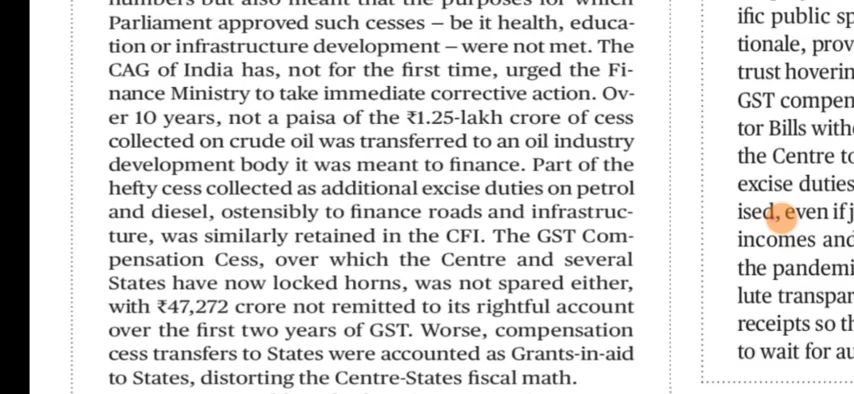 Parliament approved such cesses – be it health, educa-
tion or infrastructure development – were not met. The
CAG of India has, not for the first time, urged the Fi-
nance Ministry to take immediate corrective action. Ov-
er 10 years, not a paisa of the ₹1.25-lakh crore of cess
collected on crude oil was transferred to an oil industry
development body it was meant to finance. Part of the
hefty cess collected as additional excise duties on petrol
and diesel, ostensibly to finance roads and infrastruc-
ture, was similarly retained in the CFI. The GST Com-
pensation Cess, over which the Centre and several
States have now locked horns, was not spared either,
with ₹47,272 crore not remitted to its rightful account
over the first two years of GST. Worse, compensation
cess transfers to States were accounted as Grants-in-aid
to States, distorting the Centre-States fiscal math.
ific public sp
tionale, prov
trust hoverin
GST compen
tor Bills with
the Centre to
excise duties
ised, even if j
incomes and
the pandemi
lute transpar
receipts so th
to wait for au